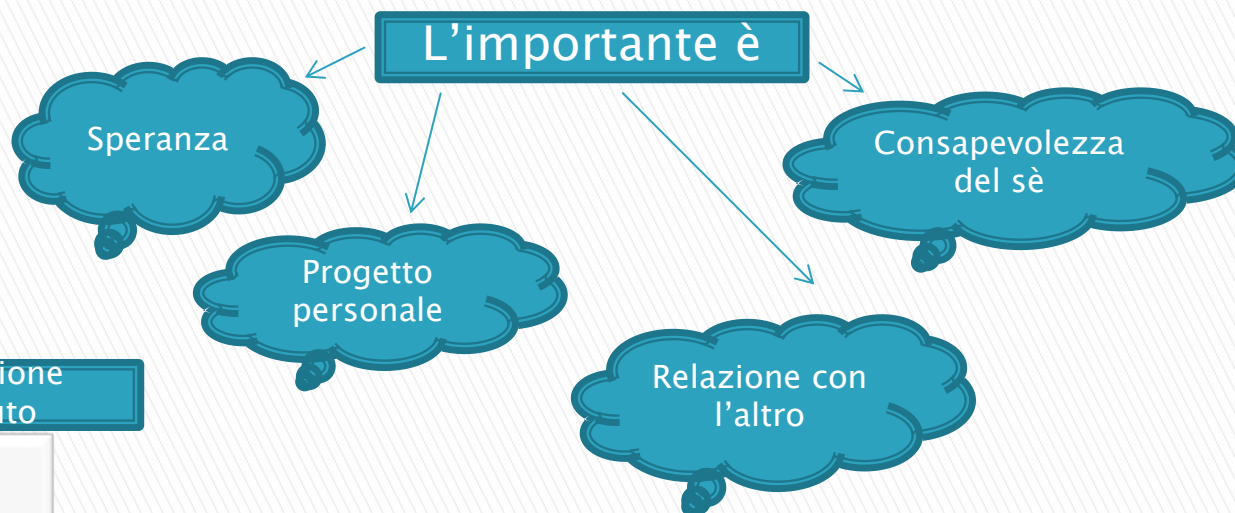 L'importante è
Speranza
Consapevolezza
del sè
Progetto
personale
Relazione con
l'altro